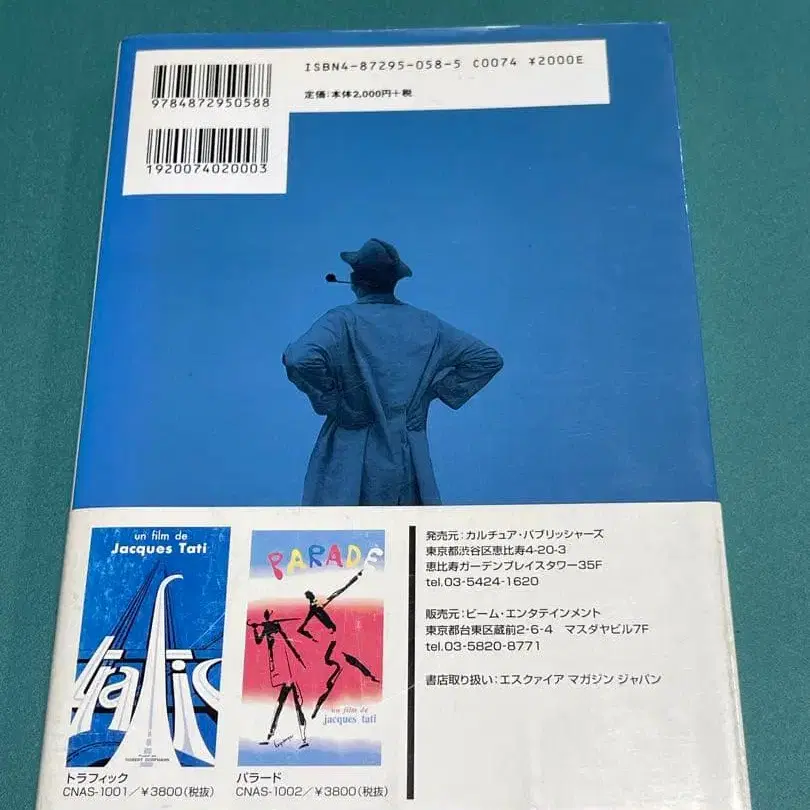 ISBN4-87295-058-5 C0074 ¥2000E
定価:本体2,000円+税
9784872950588
1920074020003
un film de
Jacques Tati
Trafic
トラフィック
CNAS-1001/¥3800(税抜)
PARADE
un film de
jacques tati
パラード
CNAS-1002/¥3800(税抜)
発売元:カルチュア・パブリッシャーズ
東京都渋谷区恵比寿4-20-3
恵比寿ガーデンプレイスタワー35F
tel.03-5424-1620
販売元:ビーム・エンタテインメント
東京都台東区蔵前2-6-4 マスダヤビル7F
tel.03-5820-8771
書店取り扱い:エスクァイア マガジン ジャパン